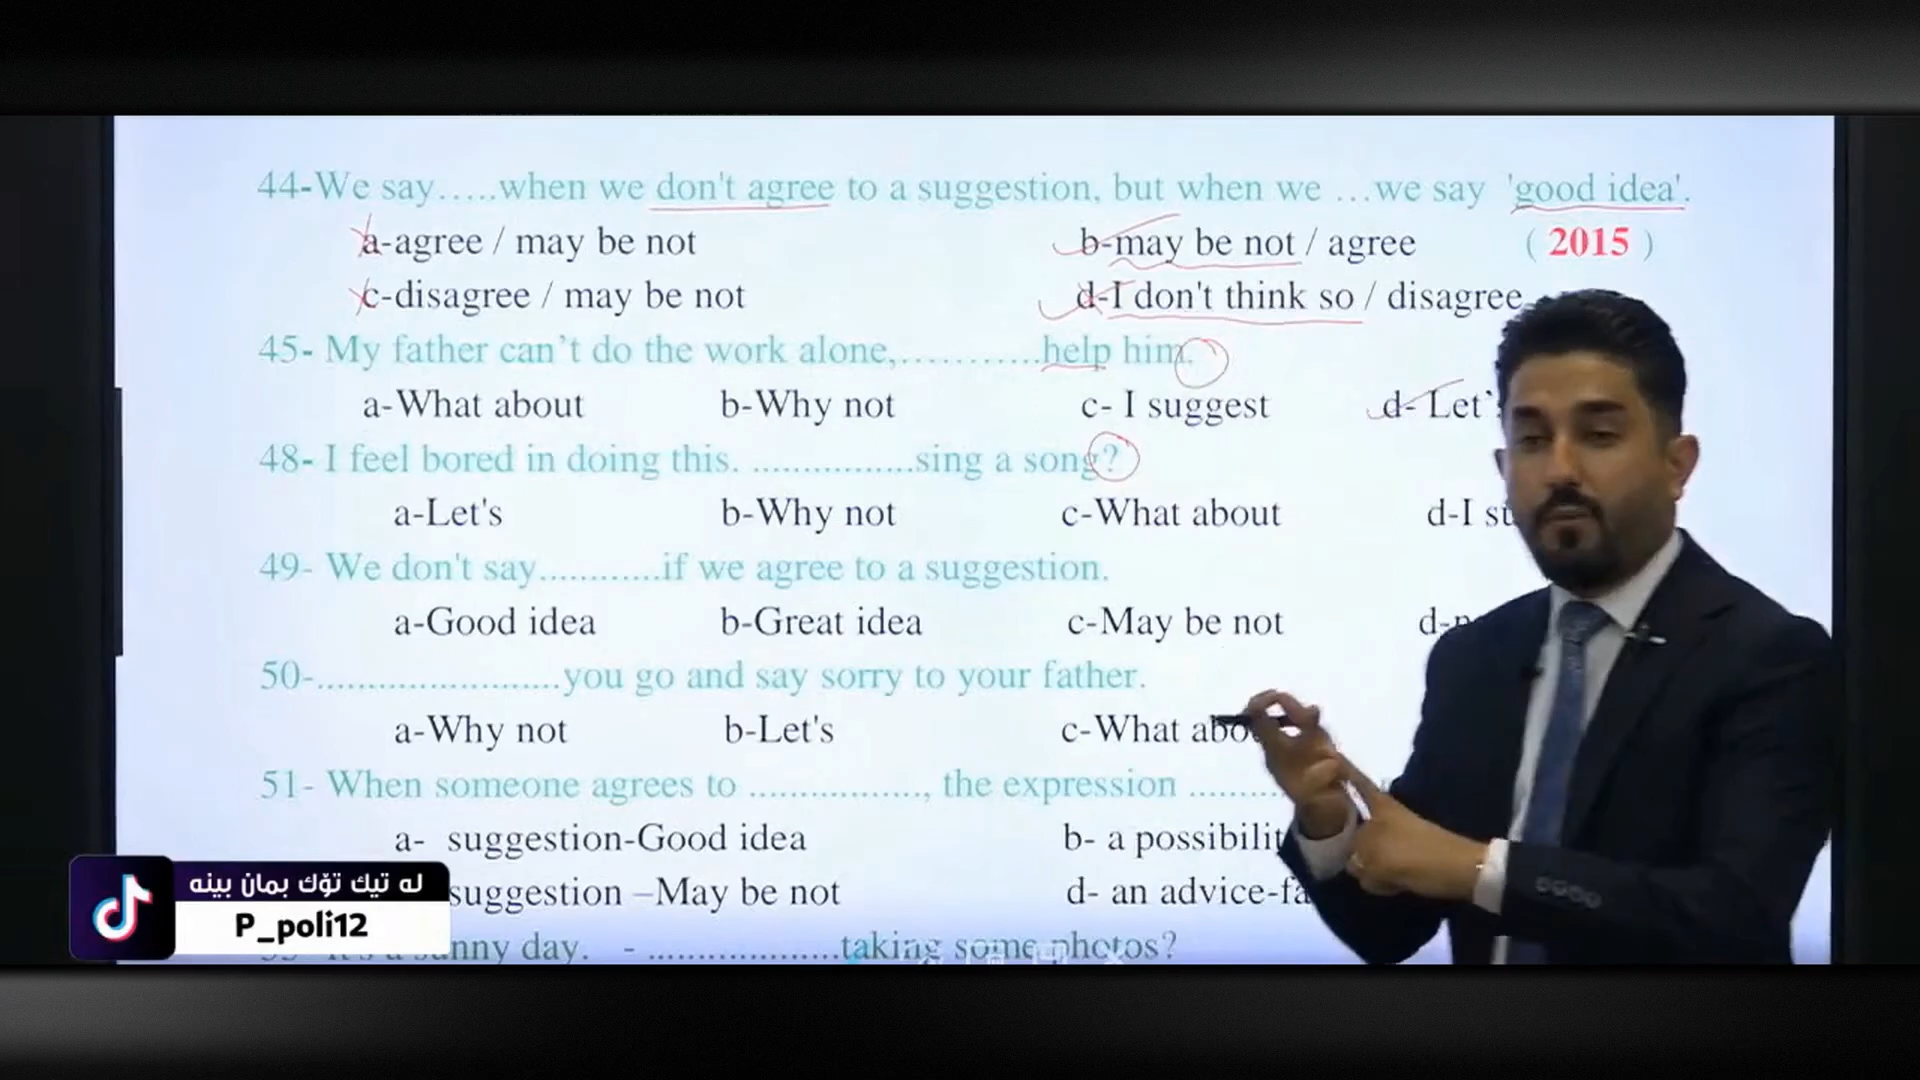 44-We say.....when we don't agree to a suggestion, but when we ...we say 'good idea'.
a-agree / may be not b-may be not / agree ( 2015 )
c-disagree / may be not d-I don't think so / disagree
45- My father can't do the work alone,............help him.
a-What about b-Why not c- I suggest d- Let'
48- I feel bored in doing this. ................sing a song?
a-Let's b-Why not c-What about d-I
49- We don't say............if we agree to a suggestion.
a-Good idea b-Great idea c-May be not d-
50-........................you go and say sorry to your father.
a-Why not b-Let's c-What
51- When someone agrees to ................., the expression ..........
a- suggestion-Good idea b- a
suggestion –May be not d- an advice-
day. - ...................taking some photos?
لە تیك تۆك بمان بینە
P_poli12